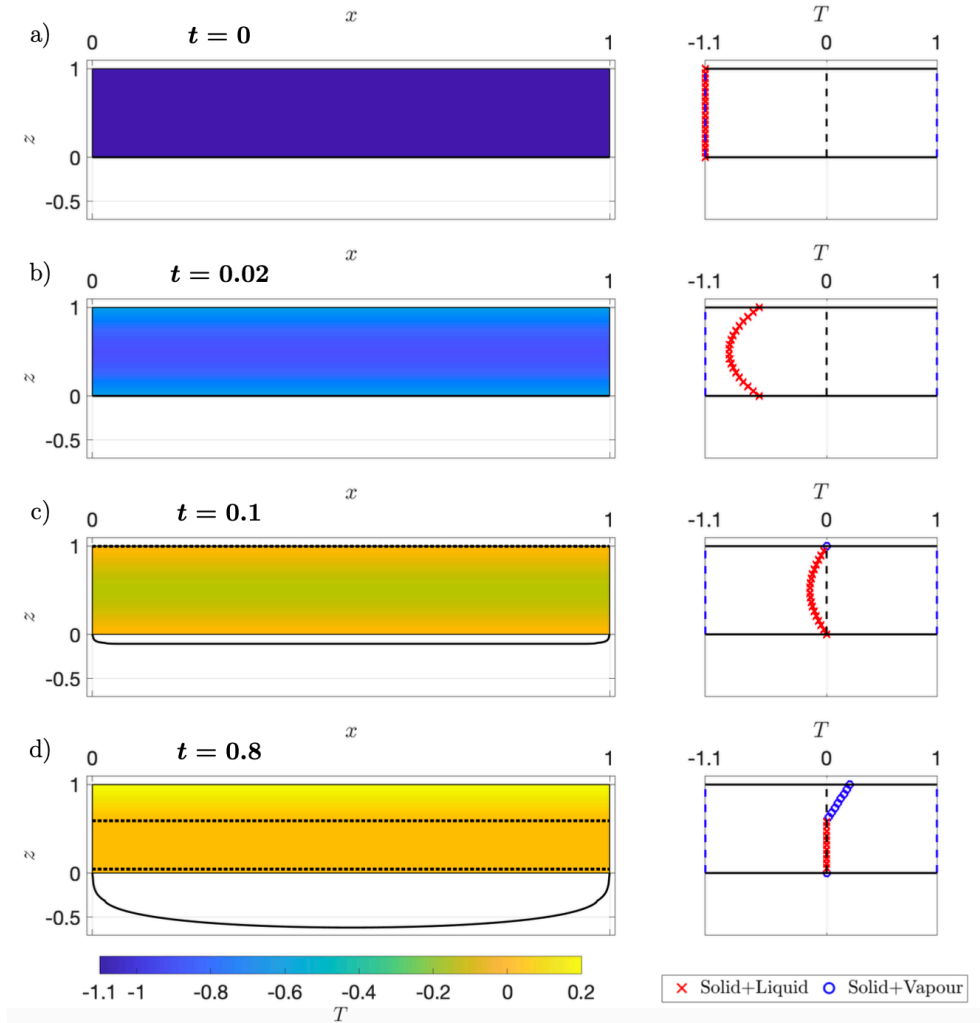 x T
a) 0 t = 0 1 -1.1 0 1
1
z
0
-0.5
x T
b) 0 t = 0.02 1 -1.1 0 1
1
z
0
-0.5
x T
c) 0 t = 0.1 1 -1.1 0 1
1
z
0
-0.5
x T
d) 0 t = 0.8 1 -1.1 0 1
1
z
0
-0.5
-1.1 -1 -0.8 -0.6 -0.4 -0.2 0 0.2
T
Solid+Liquid Solid+Vapour